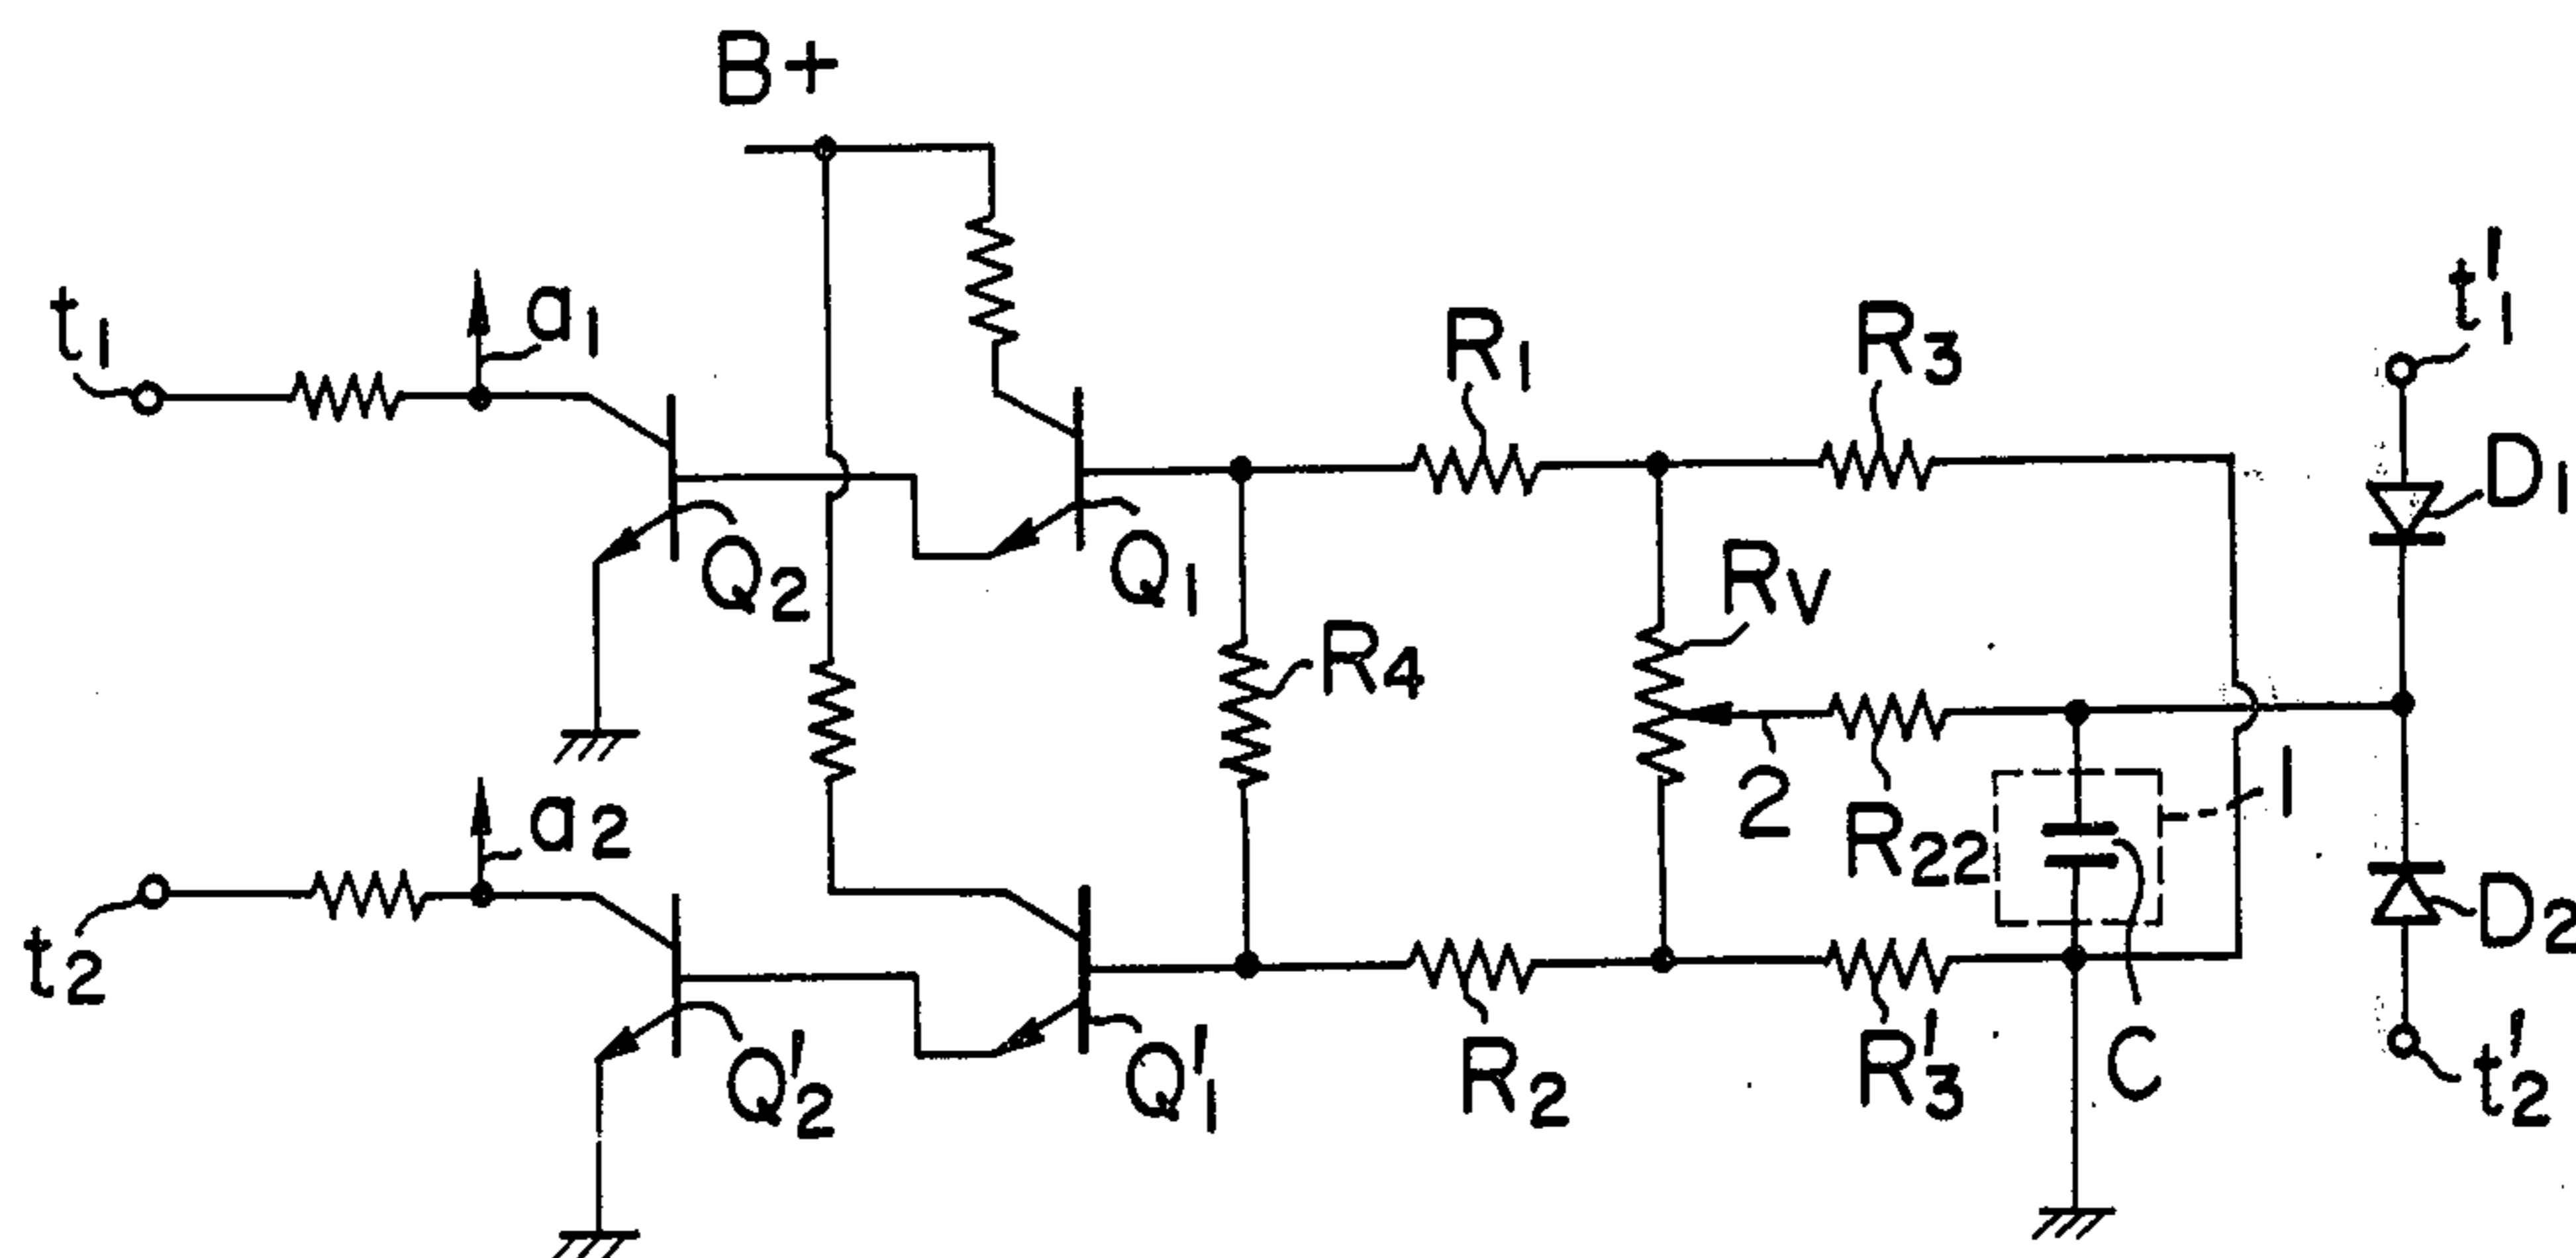 B+
t₁
a₁
R₁
R₃
t'₁
D₁
Q₂
Q₁
R₄
Rᵥ
2
R₂₂
1
a₂
t₂
D₂
Q'₂
Q'₁
R₂
R'₃
C
t'₂